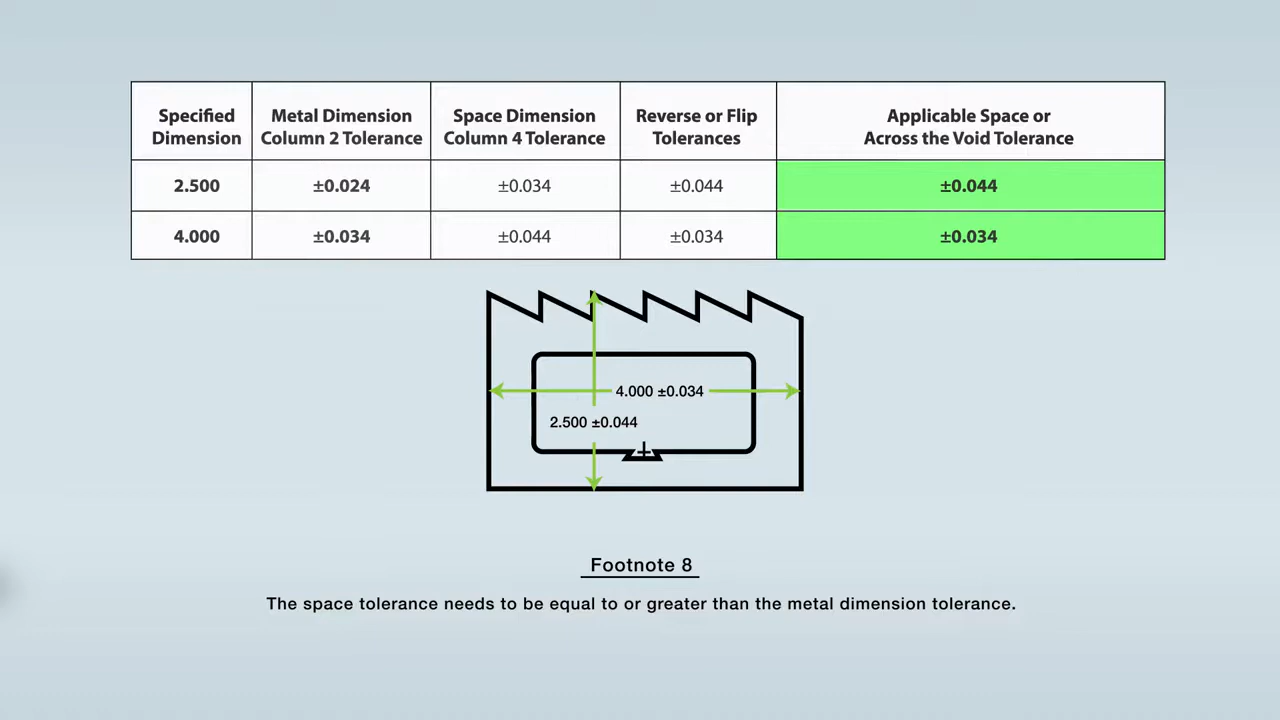 Specified Dimension
Metal Dimension Column 2 Tolerance
Space Dimension Column 4 Tolerance
Reverse or Flip Tolerances
Applicable Space or Across the Void Tolerance
2.500 ±0.024 ±0.034 ±0.044 ±0.044
4.000 ±0.034 ±0.044 ±0.034 ±0.034
4.000 ±0.034
2.500 ±0.044
Footnote 8
The space tolerance needs to be equal to or greater than the metal dimension tolerance.